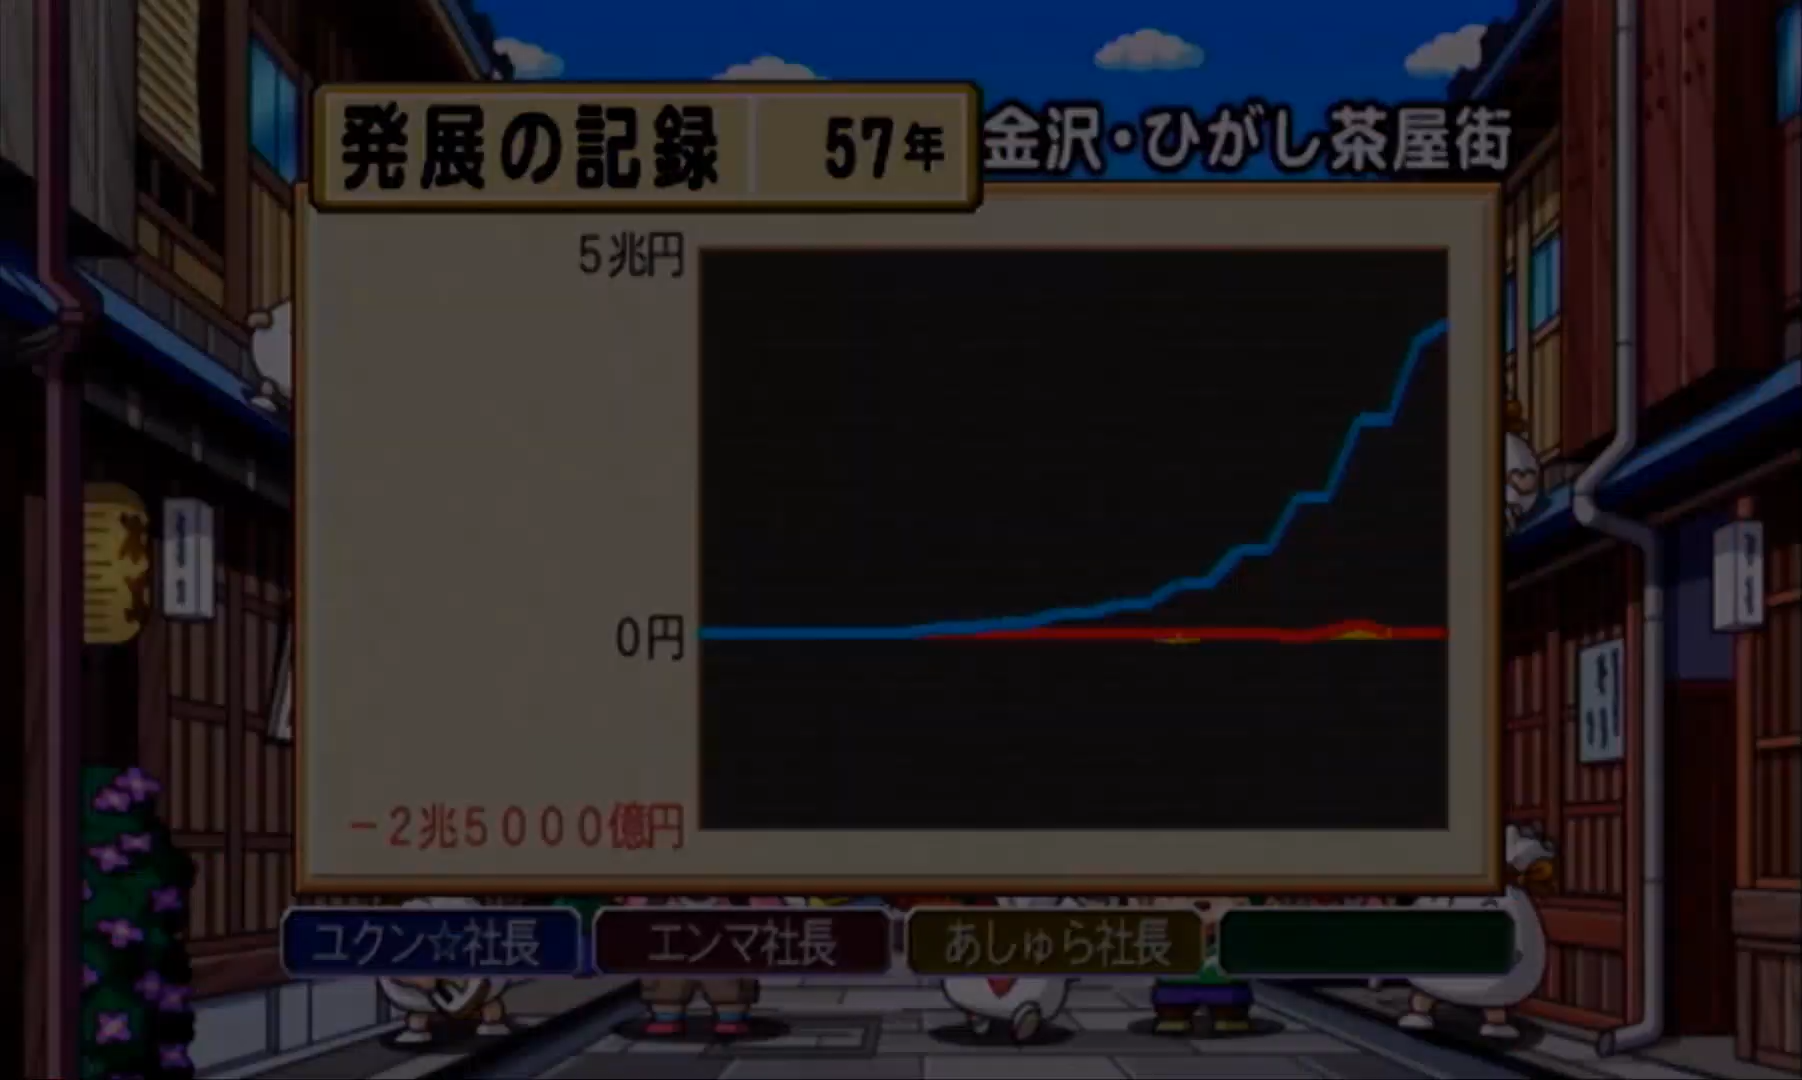 発展の記録 57年
金沢・ひがし茶屋街
5兆円
0円
－2兆5000億円
ユクン☆社長 エンマ社長 あしゅら社長